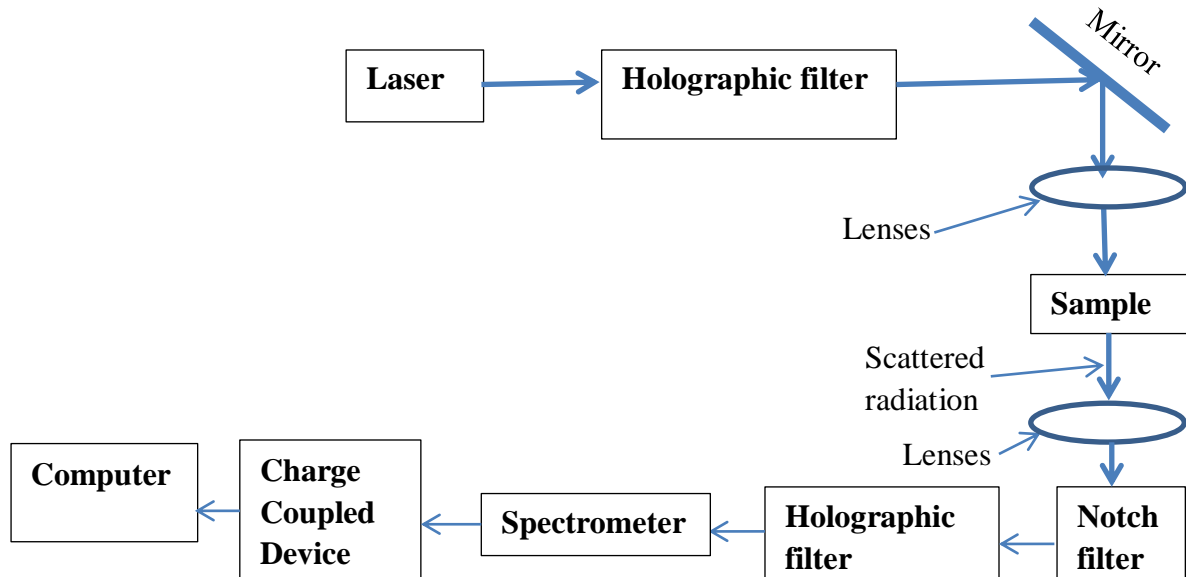 Mirror
Laser
Holographic filter
Lenses
Sample
Scattered
radiation
Lenses
Computer
Charge
Coupled
Device
Spectrometer
Holographic
filter
Notch
filter